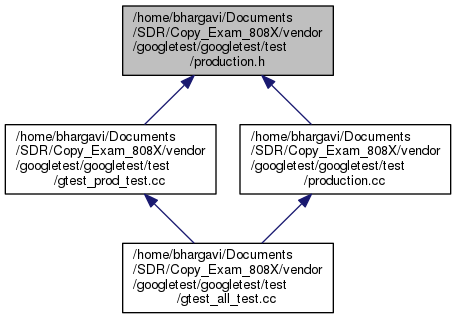 /home/bhargavi/Documents
/SDR/Copy_Exam_808X/vendor
/googletest/googletest/test
/production.h
/home/bhargavi/Documents
/SDR/Copy_Exam_808X/vendor
/googletest/googletest/test
/gtest_prod_test.cc
/home/bhargavi/Documents
/SDR/Copy_Exam_808X/vendor
/googletest/googletest/test
/production.cc
/home/bhargavi/Documents
/SDR/Copy_Exam_808X/vendor
/googletest/googletest/test
/gtest_all_test.cc